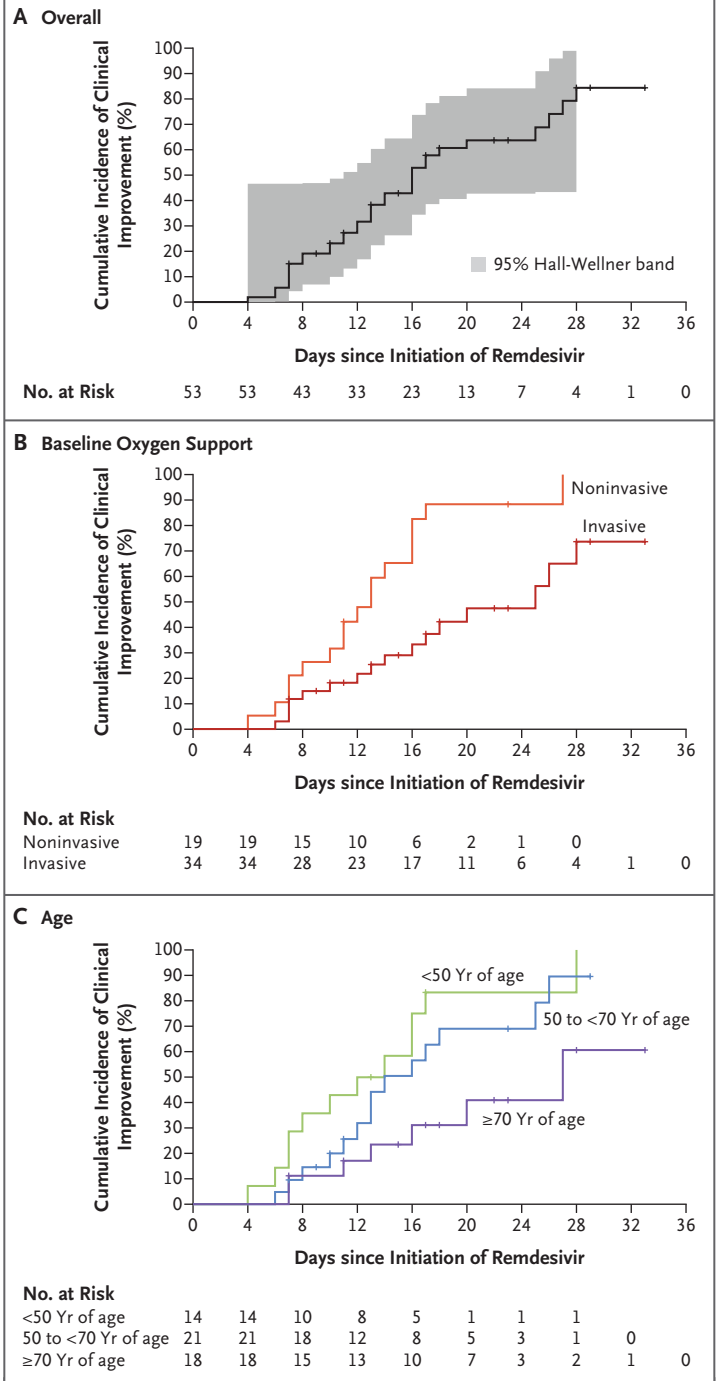 A Overall
Cumulative Incidence of Clinical
Improvement (%)
100
90
80
70
60
50
40
30
20
10
0
95% Hall-Wellner band
0 4 8 12 16 20 24 28 32 36
Days since Initiation of Remdesivir
No. at Risk 53 53 43 33 23 13 7 4 1 0
B Baseline Oxygen Support
Cumulative Incidence of Clinical
Improvement (%)
100
90
80
70
60
50
40
30
20
10
0
Noninvasive
Invasive
0 4 8 12 16 20 24 28 32 36
Days since Initiation of Remdesivir
No. at Risk
Noninvasive 19 19 15 10 6 2 1 0
Invasive 34 34 28 23 17 11 6 4 1 0
C Age
Cumulative Incidence of Clinical
Improvement (%)
100
90
80
70
60
50
40
30
20
10
0
<50 Yr of age
50 to <70 Yr of age
≥70 Yr of age
0 4 8 12 16 20 24 28 32 36
Days since Initiation of Remdesivir
No. at Risk
<50 Yr of age 14 14 10 8 5 1 1 1
50 to <70 Yr of age 21 21 18 12 8 5 3 1 0
≥70 Yr of age 18 18 15 13 10 7 3 2 1 0